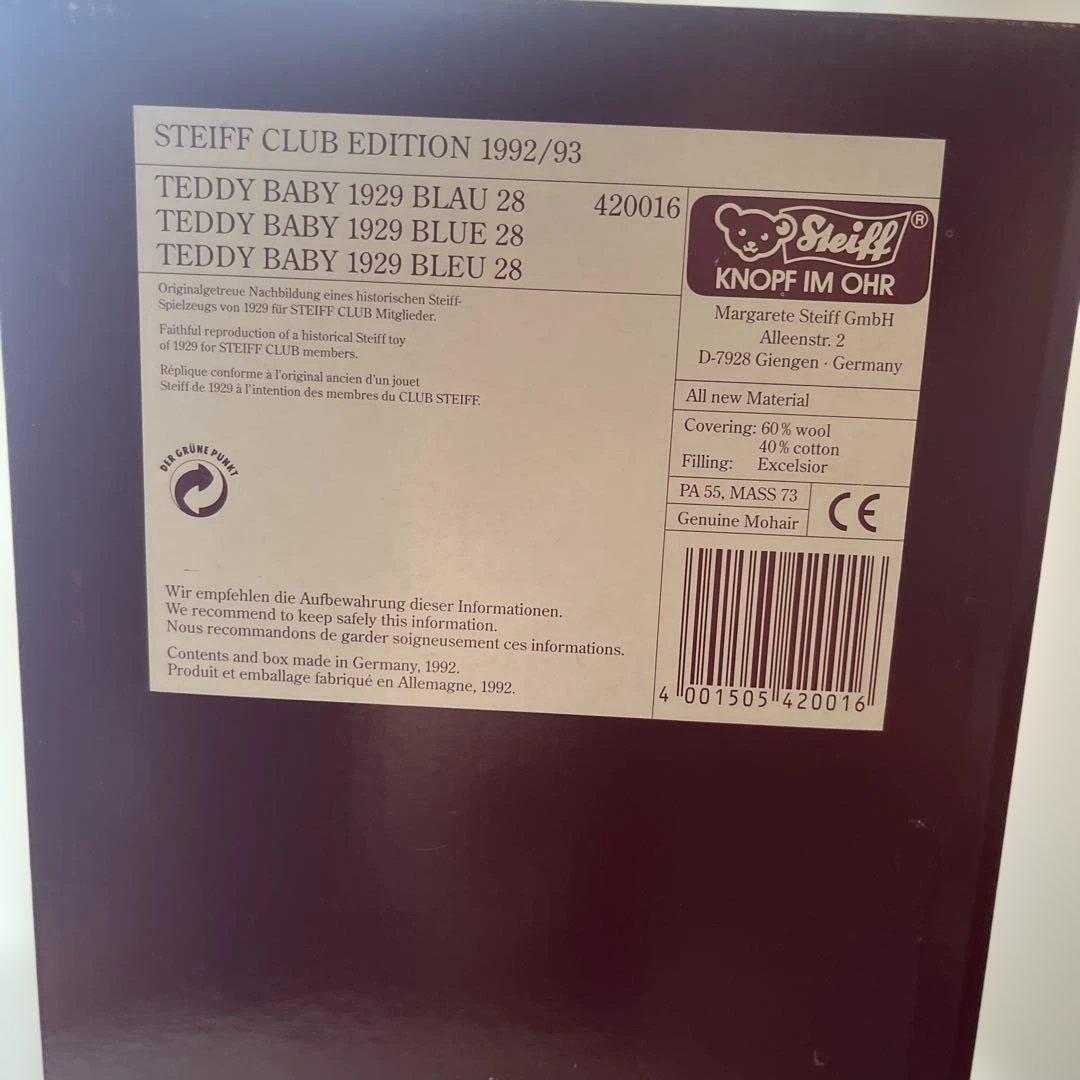 STEIFF CLUB EDITION 1992/93
TEDDY BABY 1929 BLAU 28 420016
TEDDY BABY 1929 BLUE 28
TEDDY BABY 1929 BLEU 28
Originalgetreue Nachbildung eines historischen Steiff-
Spielzeugs von 1929 für STEIFF CLUB Mitglieder.
Faithful reproduction of a historical Steiff toy
of 1929 for STEIFF CLUB members.
Réplique conforme à l'original ancien d'un jouet
Steiff de 1929 à l'intention des membres du CLUB STEIFF.
DER GRÜNE PUNKT
Wir empfehlen die Aufbewahrung dieser Informationen.
We recommend to keep safely this information.
Nous recommandons de garder soigneusement ces informations.
Contents and box made in Germany, 1992.
Produit et emballage fabriqué en Allemagne, 1992.
Steiff ®
KNOPF IM OHR
Margarete Steiff GmbH
Alleenstr. 2
D-7928 Giengen · Germany
All new Material
Covering: 60% wool
40% cotton
Filling: Excelsior
PA 55, MASS 73
Genuine Mohair
CE
4 001505 420016